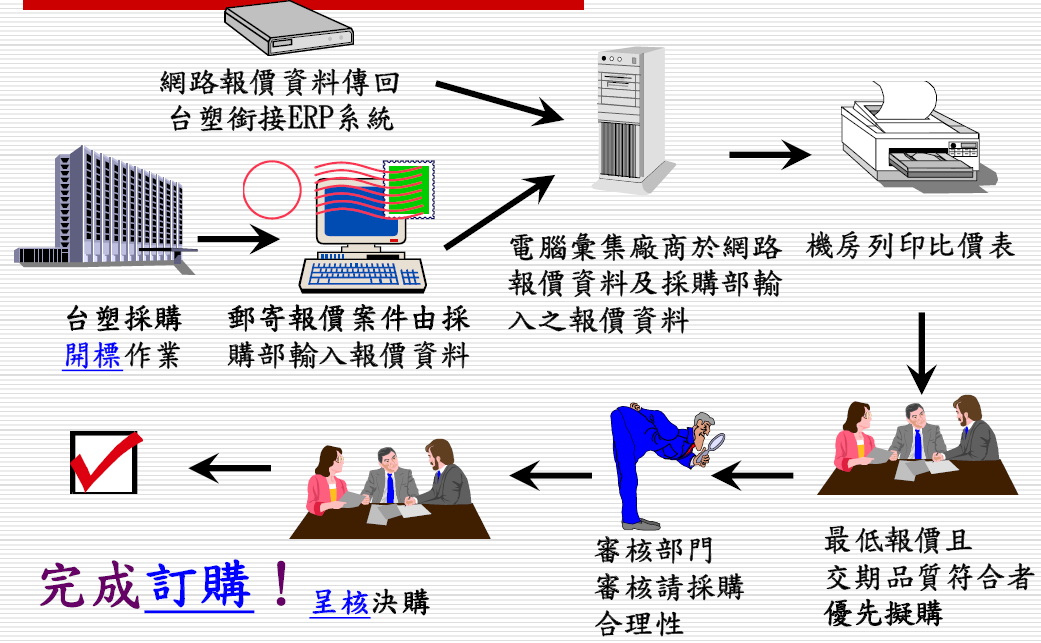 網路報價資料傳回
台塑銜接ERP系統
台塑採購
開標作業
郵寄報價案件由採
購部輸入報價資料
電腦彙集廠商於網路
報價資料及採購部輸
入之報價資料
機房列印比價表
最低報價且
交期品質符合者
優先擬購
審核部門
審核請採購
合理性
呈核決購
完成訂購！